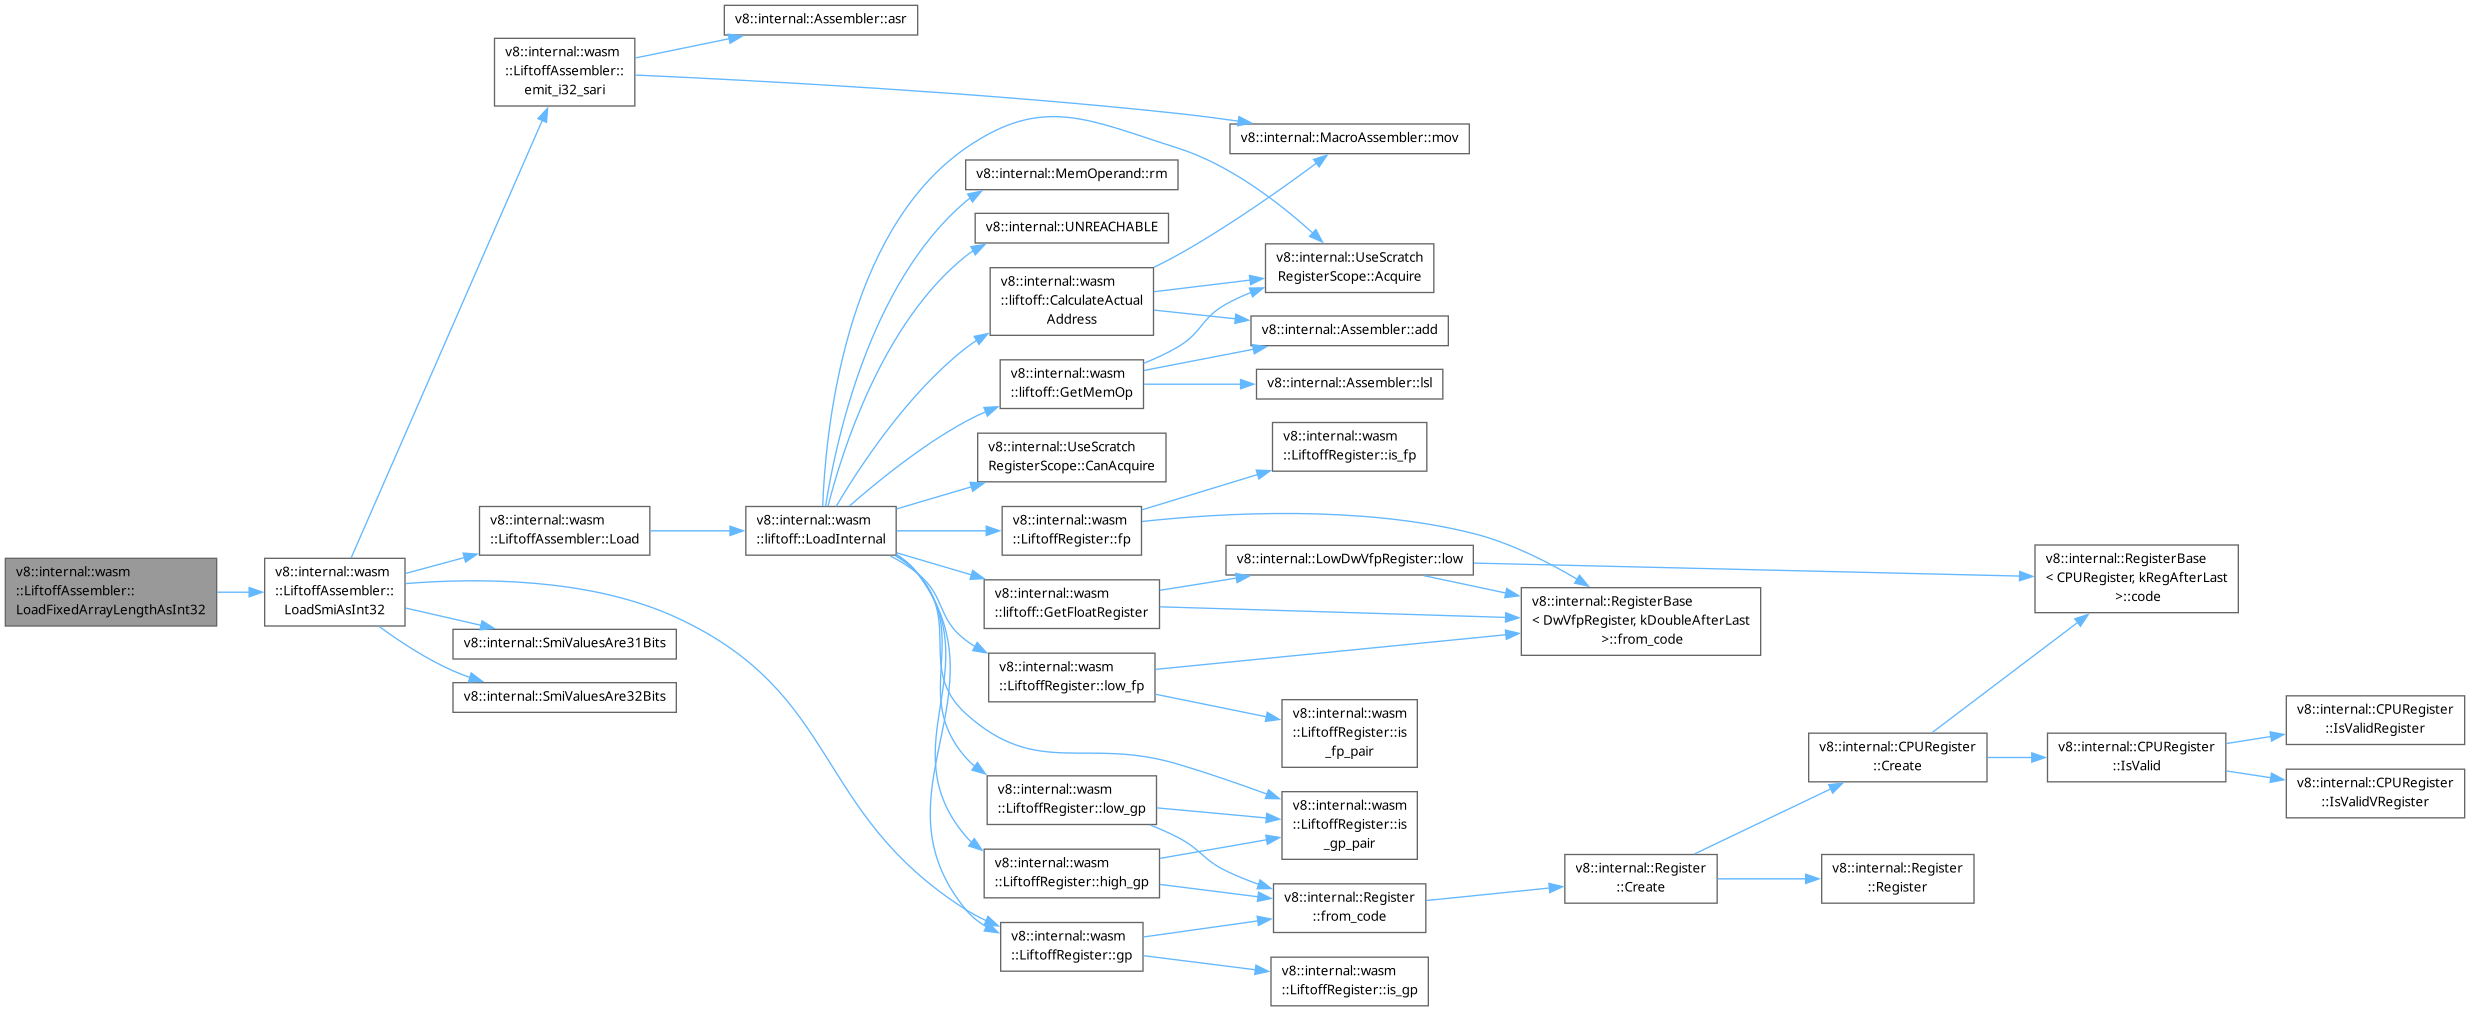 v8::internal::Assembler::asr
v8::internal::wasm
::LiftoffAssembler::
emit_i32_sari
v8::internal::MacroAssembler::mov
v8::internal::MemOperand::rm
v8::internal::UNREACHABLE
v8::internal::UseScratch
RegisterScope::Acquire
v8::internal::wasm
::liftoff::CalculateActual
Address
v8::internal::Assembler::add
v8::internal::wasm
::liftoff::GetMemOp
v8::internal::Assembler::lsl
v8::internal::UseScratch
RegisterScope::CanAcquire
v8::internal::wasm
::LiftoffRegister::is_fp
v8::internal::wasm
::LiftoffAssembler::Load
v8::internal::wasm
::liftoff::LoadInternal
v8::internal::wasm
::LiftoffRegister::fp
v8::internal::wasm
::LiftoffAssembler::
LoadFixedArrayLengthAsInt32
v8::internal::wasm
::LiftoffAssembler::
LoadSmiAsInt32
v8::internal::LowDwVfpRegister::low
v8::internal::RegisterBase
< CPURegister, kRegAfterLast
>::code
v8::internal::wasm
::liftoff::GetFloatRegister
v8::internal::RegisterBase
< DwVfpRegister, kDoubleAfterLast
>::from_code
v8::internal::SmiValuesAre31Bits
v8::internal::SmiValuesAre32Bits
v8::internal::wasm
::LiftoffRegister::low_fp
v8::internal::wasm
::LiftoffRegister::is
_fp_pair
v8::internal::CPURegister
::Create
v8::internal::CPURegister
::IsValid
v8::internal::CPURegister
::IsValidRegister
v8::internal::CPURegister
::IsValidVRegister
v8::internal::wasm
::LiftoffRegister::low_gp
v8::internal::wasm
::LiftoffRegister::is
_gp_pair
v8::internal::wasm
::LiftoffRegister::high_gp
v8::internal::Register
::from_code
v8::internal::Register
::Create
v8::internal::Register
::Register
v8::internal::wasm
::LiftoffRegister::gp
v8::internal::wasm
::LiftoffRegister::is_gp